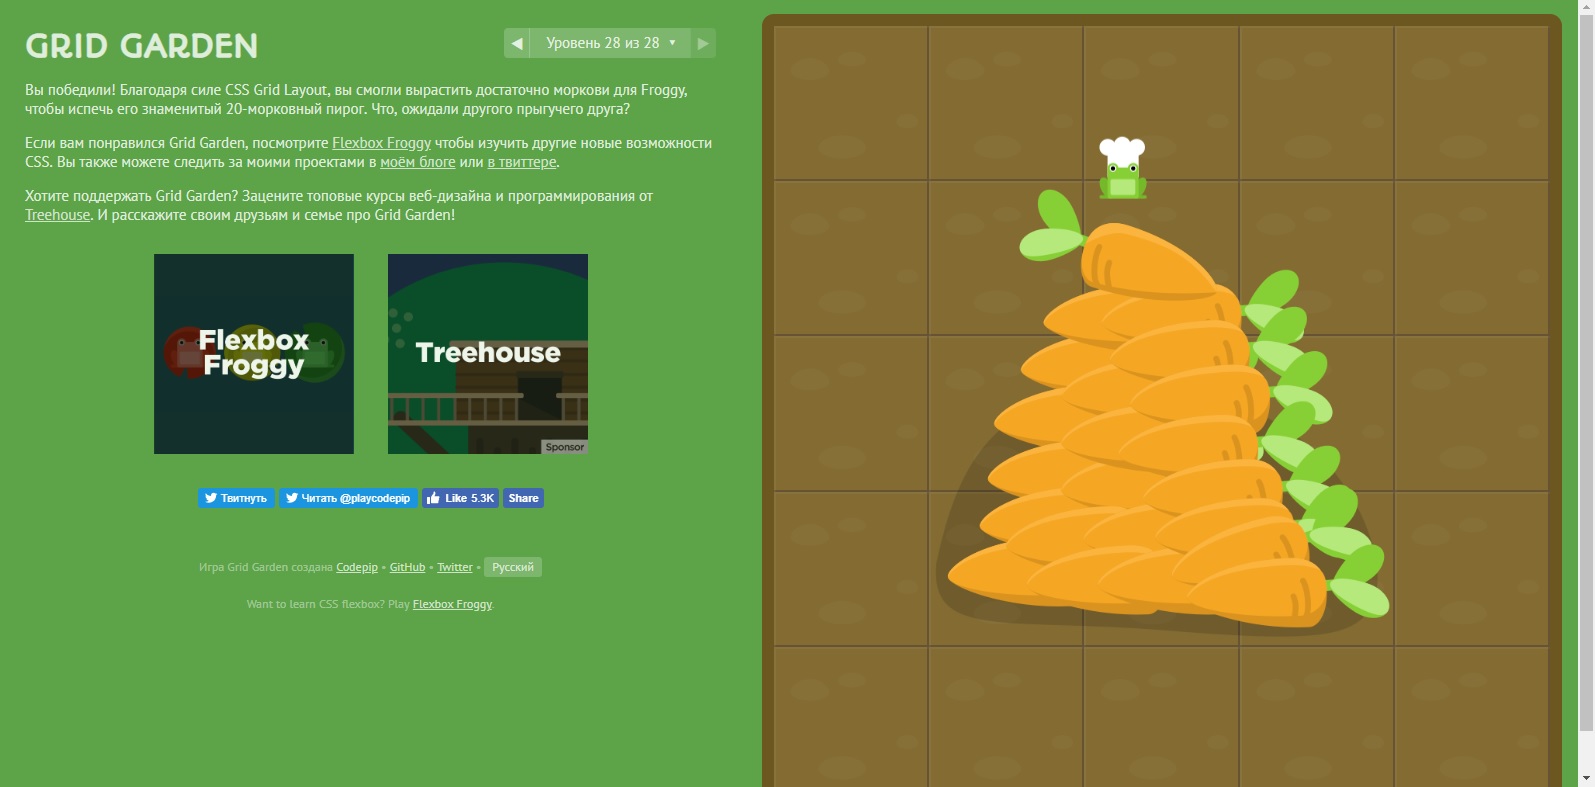 GRID GARDEN
◀ Уровень 28 из 28 ▼ ▶
Вы победили! Благодаря силе CSS Grid Layout, вы смогли вырастить достаточно моркови для Froggy,
чтобы испечь его знаменитый 20-морковный пирог. Что, ожидали другого прыгучего друга?
Если вам понравился Grid Garden, посмотрите Flexbox Froggy чтобы изучить другие новые возможности
CSS. Вы также можете следить за моими проектами в моём блоге или в твиттере.
Хотите поддержать Grid Garden? Зацените топовые курсы веб-дизайна и программирования от
Treehouse. И расскажите своим друзьям и семье про Grid Garden!
Flexbox
Froggy
Treehouse
Sponsor
Твитнуть Читать @playcodepip Like 5.3K Share
Игра Grid Garden создана Codepip • GitHub • Twitter • Русский
Want to learn CSS flexbox? Play Flexbox Froggy.